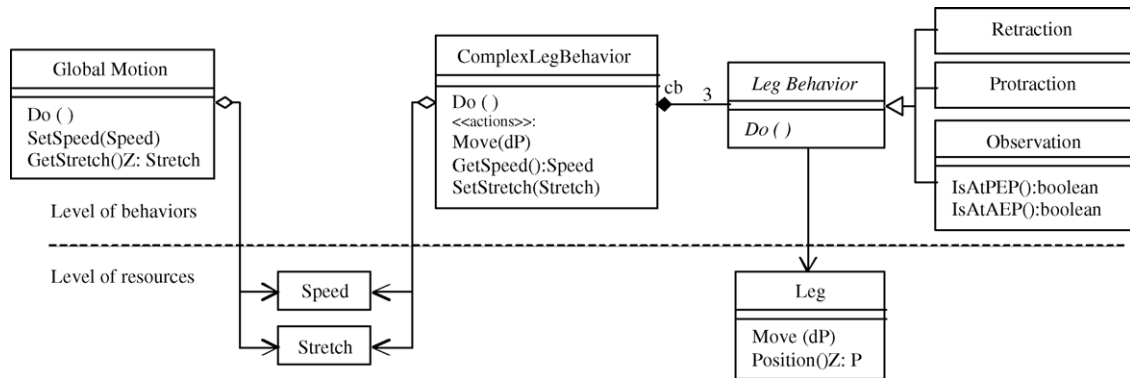 Global Motion
Do ( )
SetSpeed(Speed)
GetStretch()Z: Stretch
ComplexLegBehavior
Do ( )
<<actions>>:
Move(dP)
GetSpeed():Speed
SetStretch(Stretch)
cb
3
Leg Behavior
Do ( )
Retraction
Protraction
Observation
IsAtPEP():boolean
IsAtAEP():boolean
Level of behaviors
Level of resources
Speed
Stretch
Leg
Move (dP)
Position()Z: P